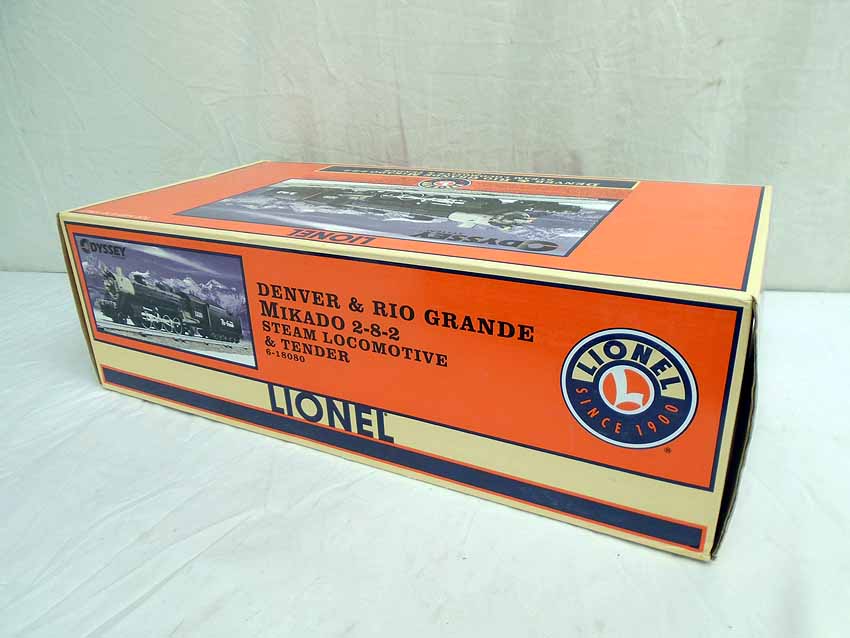 LIONEL
ODYSSEY
ODYSSEY
DENVER & RIO GRANDE
MIKADO 2-8-2
STEAM LOCOMOTIVE
& TENDER
6-18080
LIONEL
LIONEL
L
SINCE 1900
®